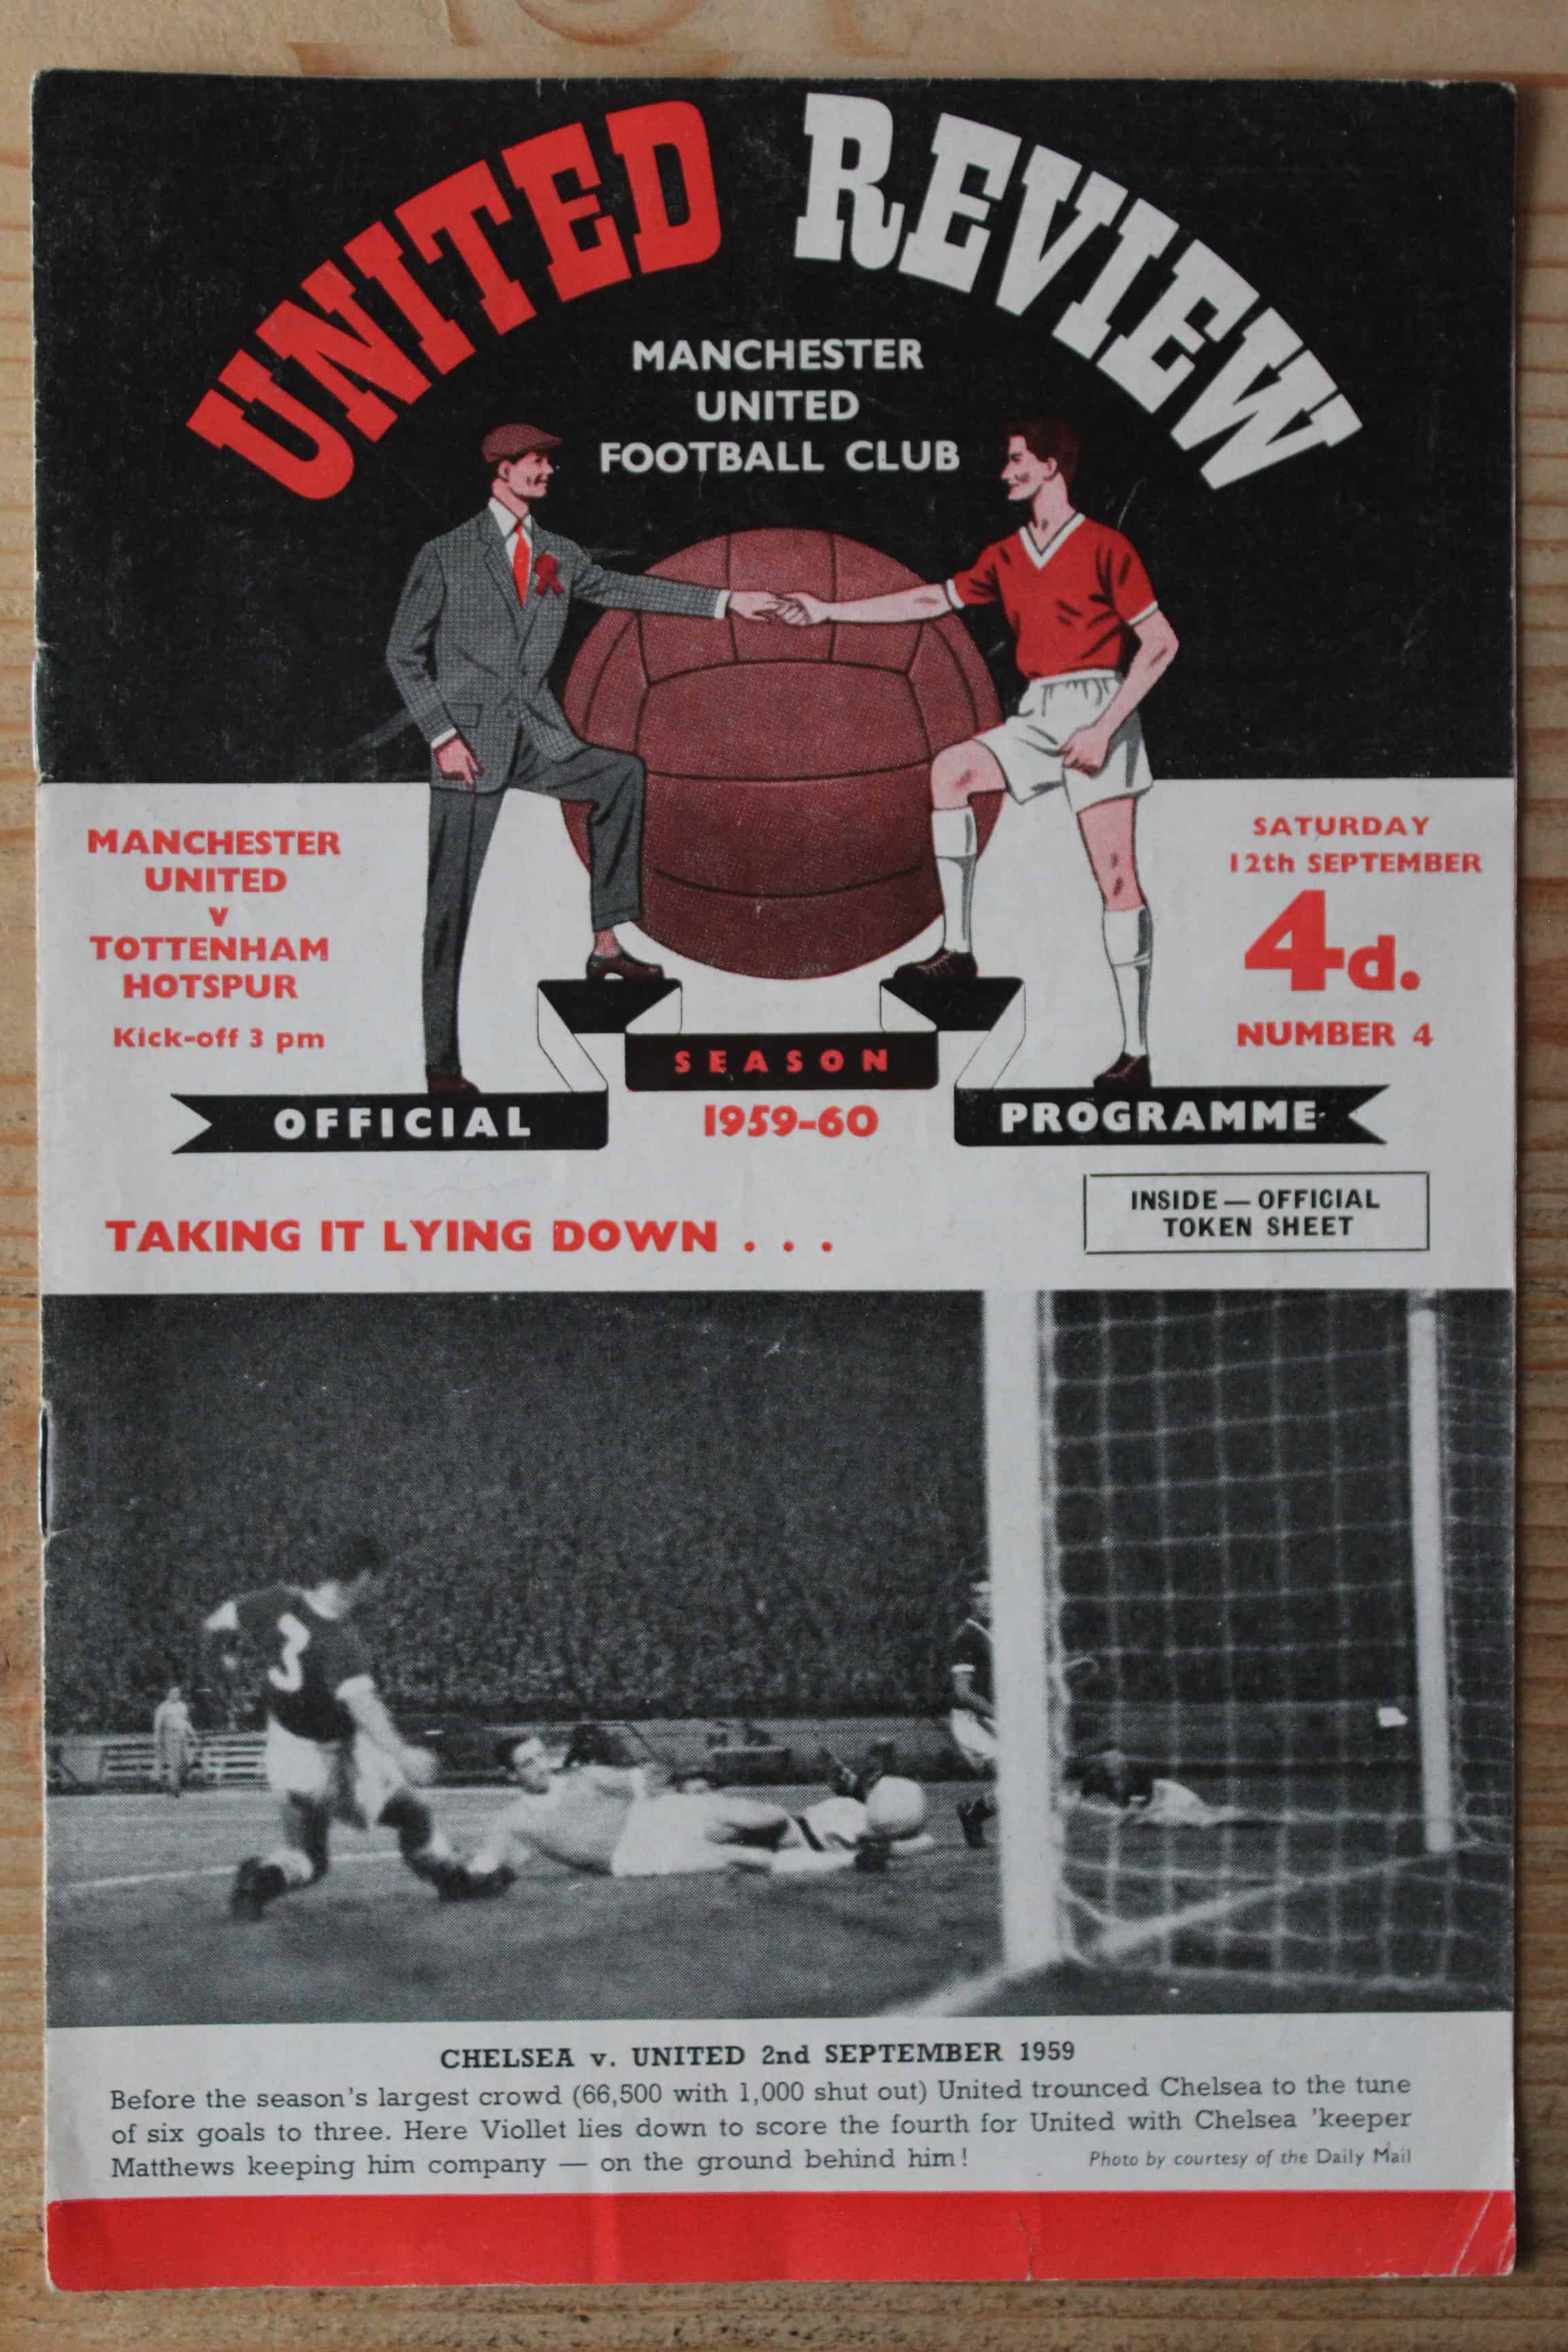 UNITED REVIEW
MANCHESTER
UNITED
FOOTBALL CLUB
MANCHESTER
UNITED
v
TOTTENHAM
HOTSPUR
Kick-off 3 pm
SATURDAY
12th SEPTEMBER
4d.
NUMBER 4
SEASON
OFFICIAL
1959-60
PROGRAMME
TAKING IT LYING DOWN . . .
INSIDE — OFFICIAL
TOKEN SHEET
3
CHELSEA v. UNITED 2nd SEPTEMBER 1959
Before the season's largest crowd (66,500 with 1,000 shut out) United trounced Chelsea to the tune
of six goals to three. Here Viollet lies down to score the fourth for United with Chelsea 'keeper
Matthews keeping him company — on the ground behind him!
Photo by courtesy of the Daily Mail